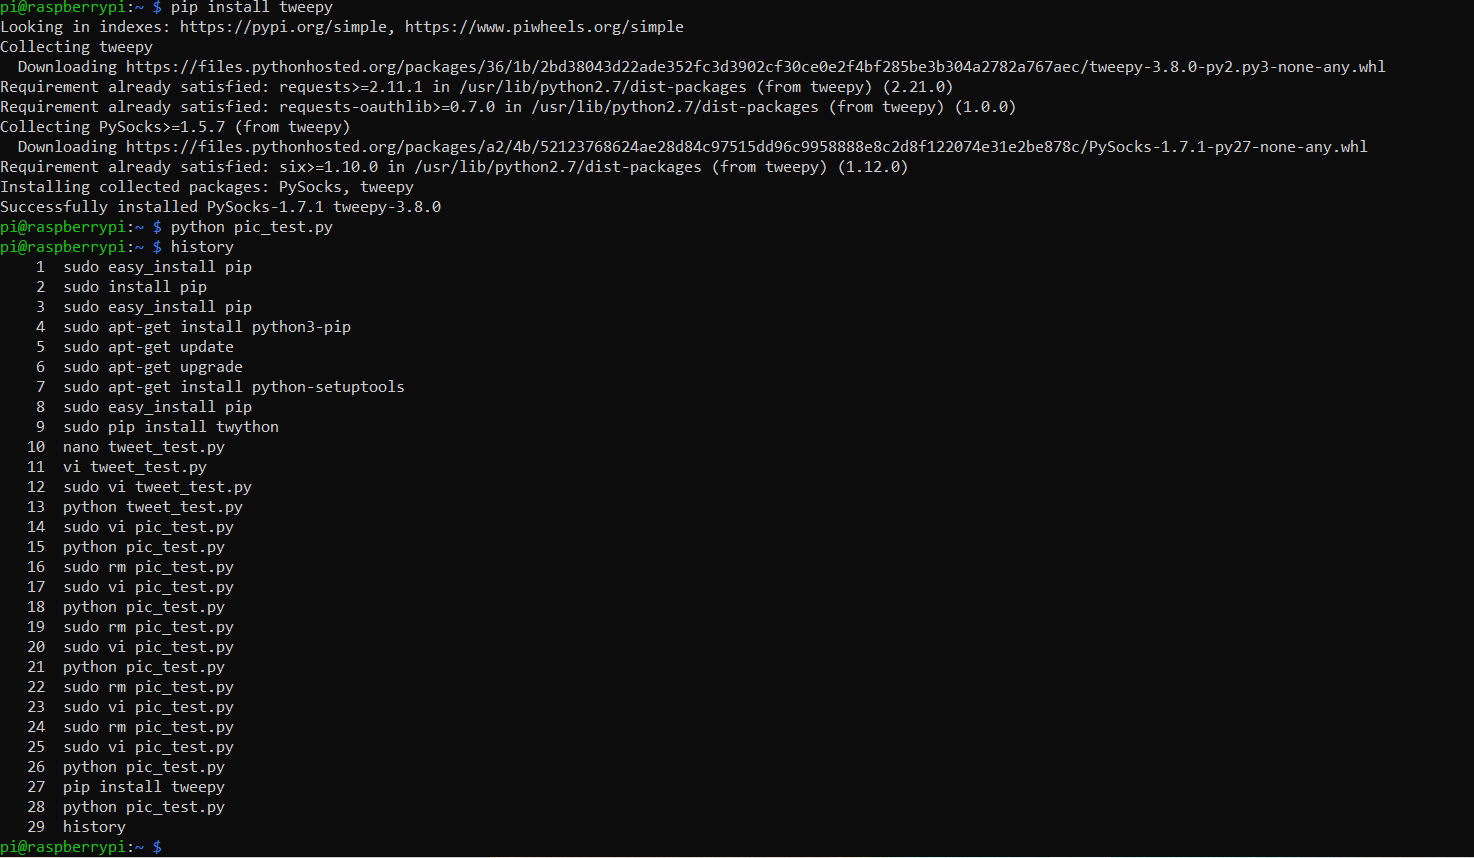 pi@raspberrypi:~ $ pip install tweepy
Looking in indexes: https://pypi.org/simple, https://www.piwheels.org/simple
Collecting tweepy
  Downloading https://files.pythonhosted.org/packages/36/1b/2bd38043d22ade352fc3d3902cf30ce0e2f4bf285be3b304a2782a767aec/tweepy-3.8.0-py2.py3-none-any.whl
Requirement already satisfied: requests>=2.11.1 in /usr/lib/python2.7/dist-packages (from tweepy) (2.21.0)
Requirement already satisfied: requests-oauthlib>=0.7.0 in /usr/lib/python2.7/dist-packages (from tweepy) (1.0.0)
Collecting PySocks>=1.5.7 (from tweepy)
  Downloading https://files.pythonhosted.org/packages/a2/4b/52123768624ae28d84c97515dd96c9958888e8c2d8f122074e31e2be878c/PySocks-1.7.1-py27-none-any.whl
Requirement already satisfied: six>=1.10.0 in /usr/lib/python2.7/dist-packages (from tweepy) (1.12.0)
Installing collected packages: PySocks, tweepy
Successfully installed PySocks-1.7.1 tweepy-3.8.0
pi@raspberrypi:~ $ python pic_test.py
pi@raspberrypi:~ $ history
    1  sudo easy_install pip
    2  sudo install pip
    3  sudo easy_install pip
    4  sudo apt-get install python3-pip
    5  sudo apt-get update
    6  sudo apt-get upgrade
    7  sudo apt-get install python-setuptools
    8  sudo easy_install pip
    9  sudo pip install twython
   10  nano tweet_test.py
   11  vi tweet_test.py
   12  sudo vi tweet_test.py
   13  python tweet_test.py
   14  sudo vi pic_test.py
   15  python pic_test.py
   16  sudo rm pic_test.py
   17  sudo vi pic_test.py
   18  python pic_test.py
   19  sudo rm pic_test.py
   20  sudo vi pic_test.py
   21  python pic_test.py
   22  sudo rm pic_test.py
   23  sudo vi pic_test.py
   24  sudo rm pic_test.py
   25  sudo vi pic_test.py
   26  python pic_test.py
   27  pip install tweepy
   28  python pic_test.py
   29  history
pi@raspberrypi:~ $